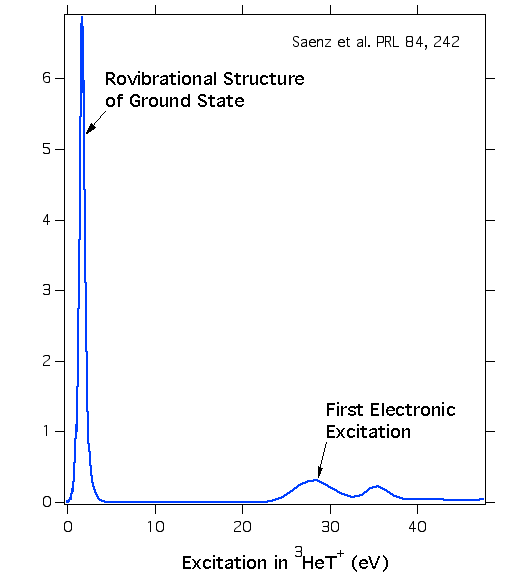 Saenz et al. PRL 84, 242
Rovibrational Structure
of Ground State
6
5
4
3
2
1
0
First Electronic
Excitation
0 10 20 30 40
Excitation in ³HeT⁺ (eV)